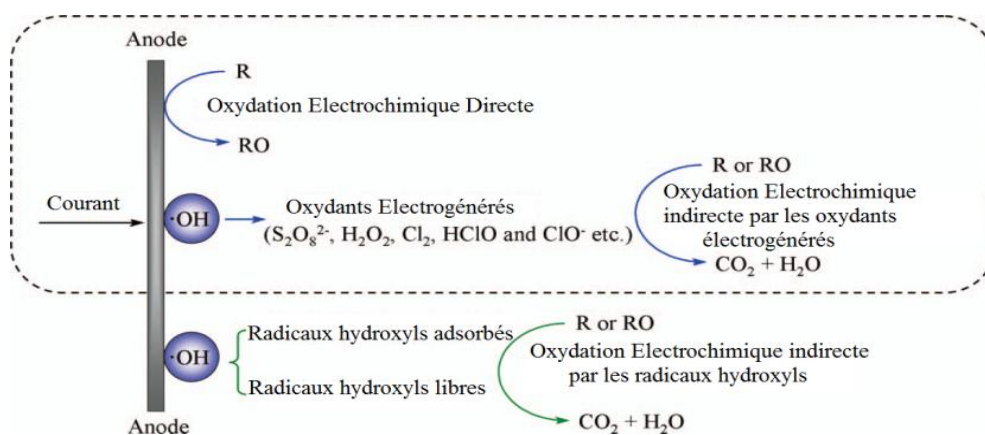 Anode
R
Oxydation Electrochimique Directe
RO
Courant
·OH
Oxydants Electrogénérés
(S₂O₈²⁻, H₂O₂, Cl₂, HClO and ClO⁻ etc.)
R or RO
Oxydation Electrochimique
indirecte par les oxydants
électrogénérés
CO₂ + H₂O
·OH
Radicaux hydroxyls adsorbés
Radicaux hydroxyls libres
R or RO
Oxydation Electrochimique indirecte
par les radicaux hydroxyls
CO₂ + H₂O
Anode